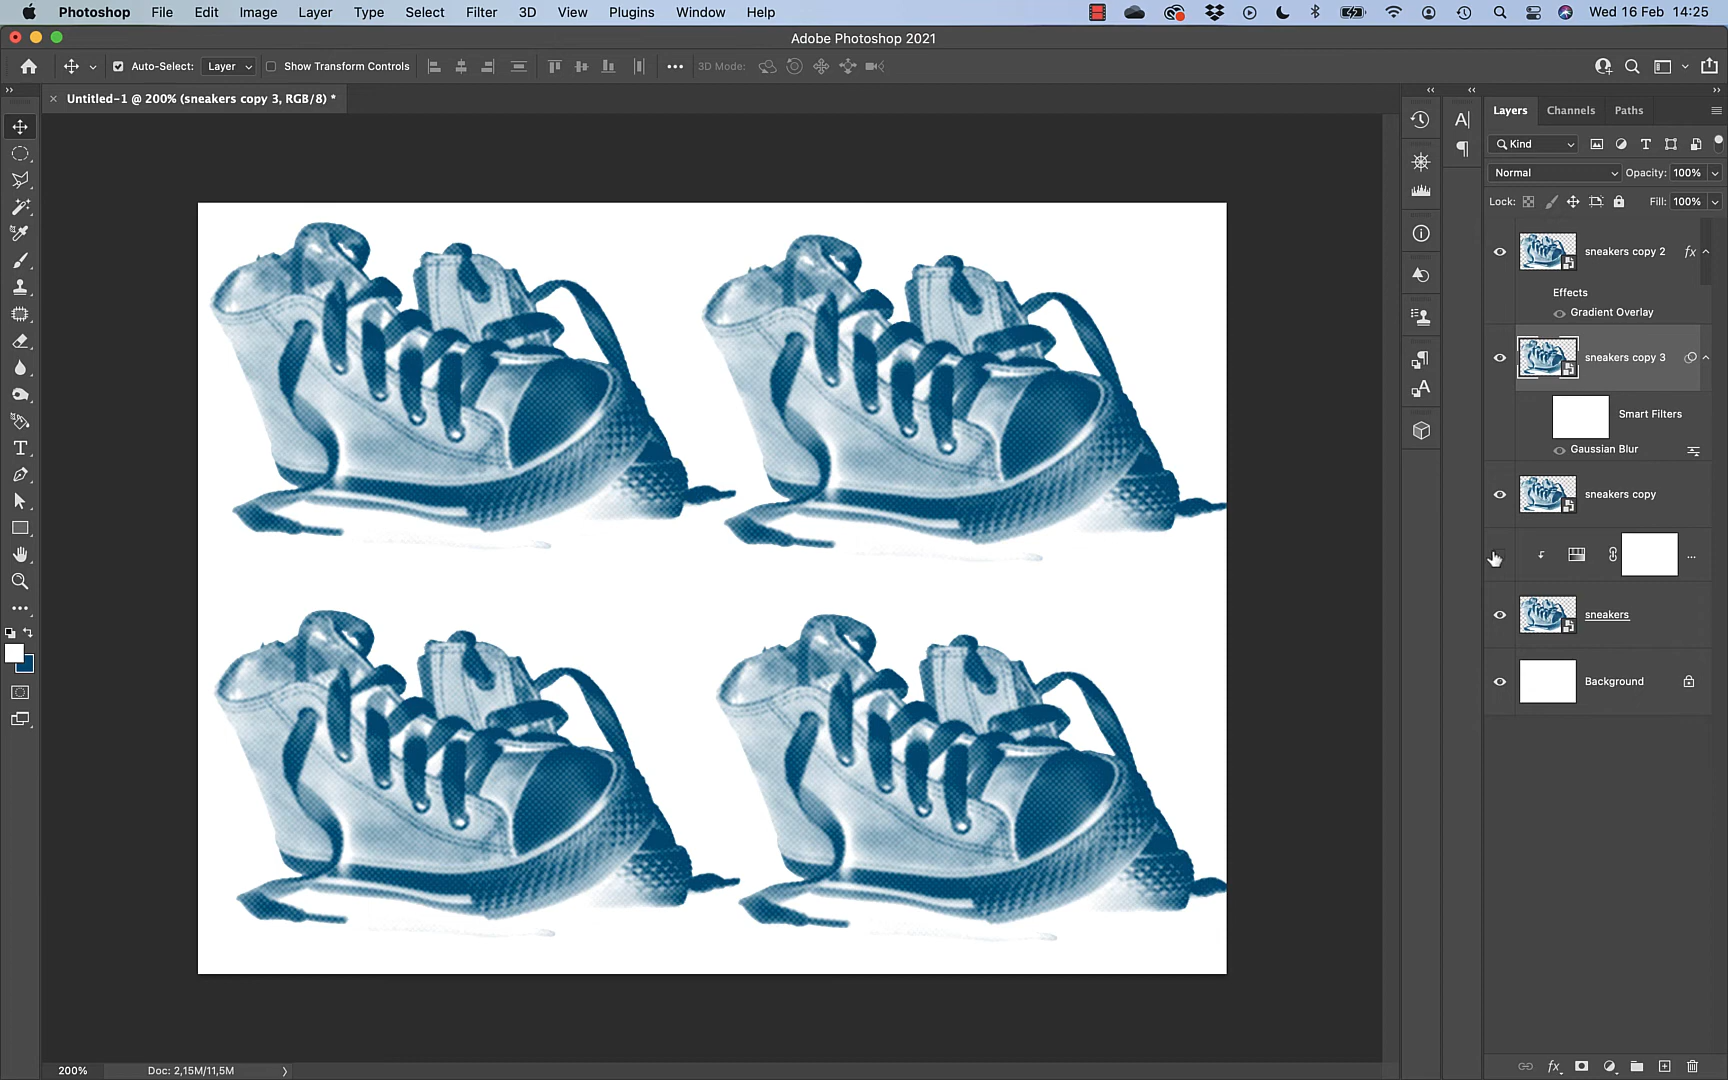 Photoshop File Edit Image Layer Type Select Filter 3D View Plugins Window Help Wed 16 Feb 14:25
Adobe Photoshop 2021
Auto-Select: Layer Show Transform Controls ••• 3D Mode:
× Untitled-1 @ 200% (sneakers copy 3, RGB/8) *
Layers Channels Paths
Kind
Normal Opacity: 100%
Lock: Fill: 100%
sneakers copy 2 fx
Effects
Gradient Overlay
sneakers copy 3
Smart Filters
Gaussian Blur
sneakers copy
...
sneakers
Background
200% Doc: 2,15M/11,5M
fx